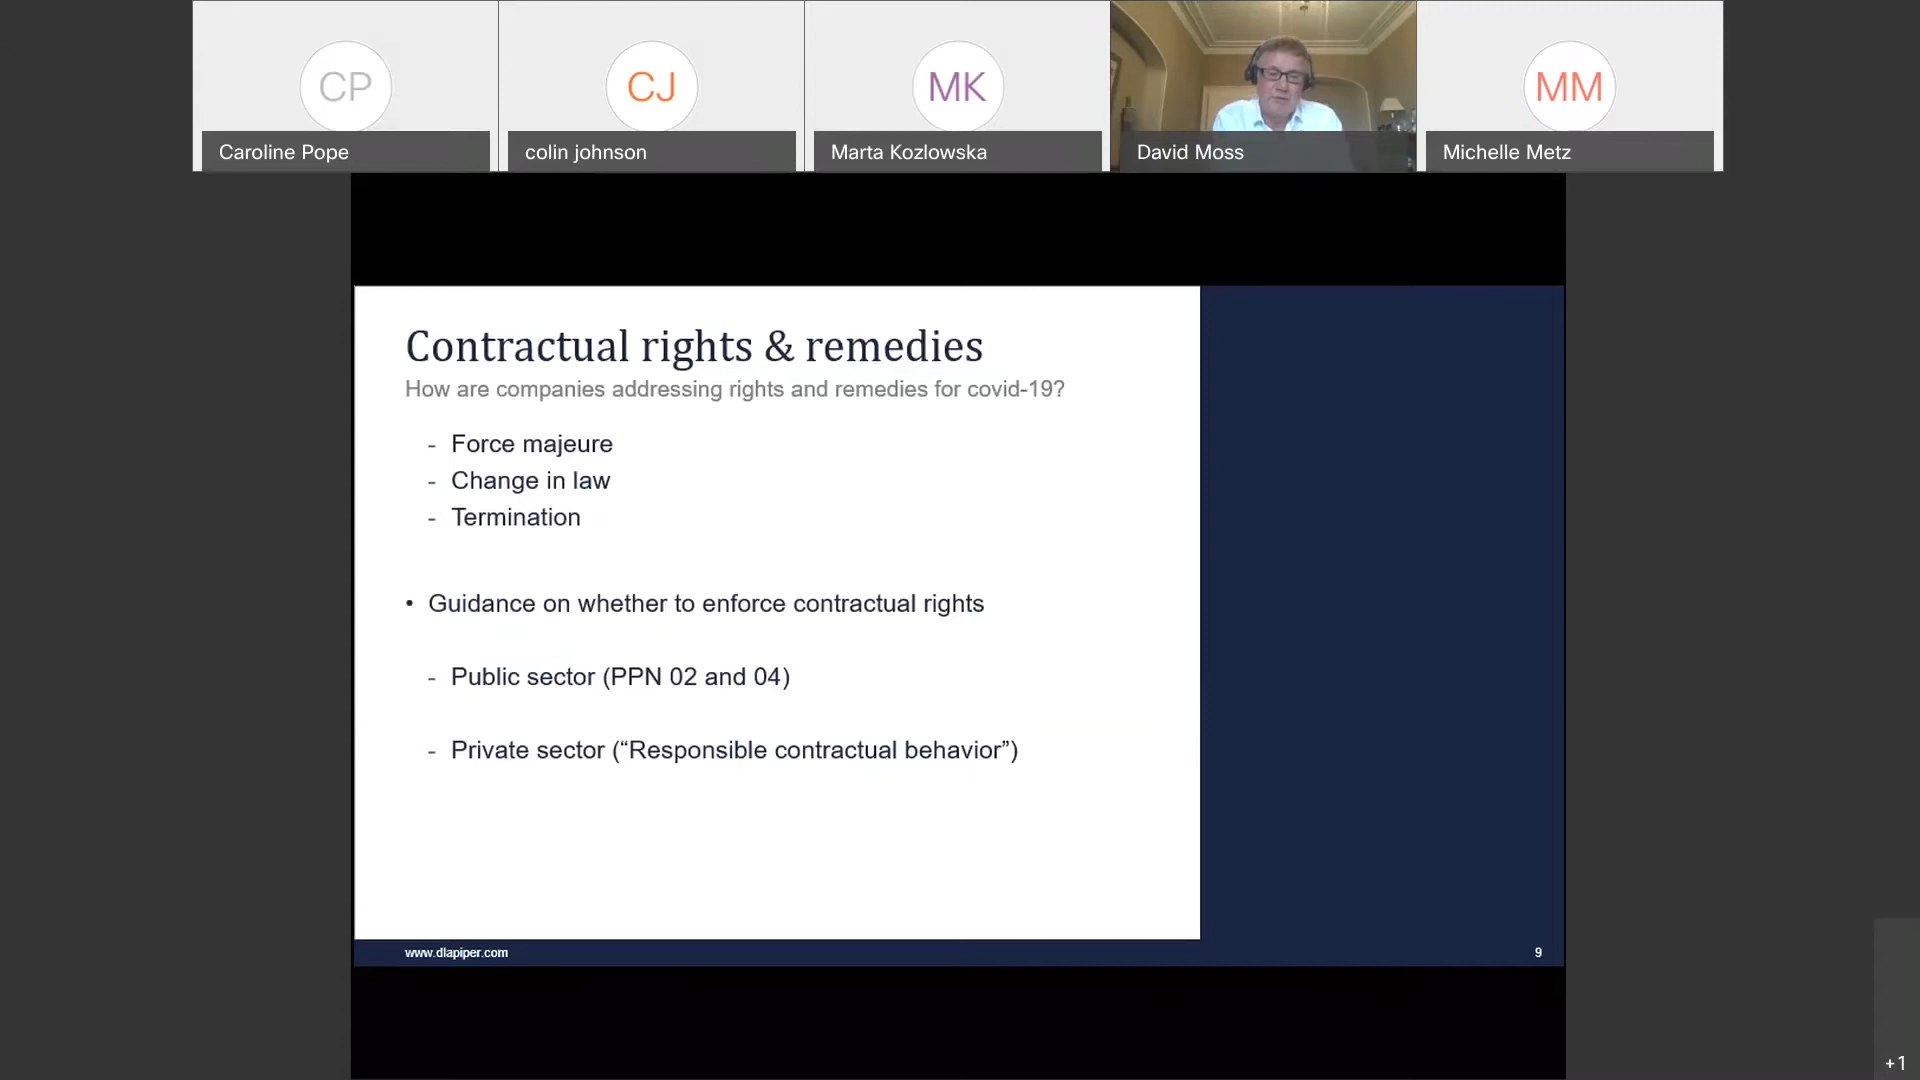 CP
CJ
MK
MM
Caroline Pope
colin johnson
Marta Kozlowska
David Moss
Michelle Metz
Contractual rights & remedies
How are companies addressing rights and remedies for covid-19?
- Force majeure
- Change in law
- Termination
• Guidance on whether to enforce contractual rights
- Public sector (PPN 02 and 04)
- Private sector (“Responsible contractual behavior”)
www.dlapiper.com
9
+1